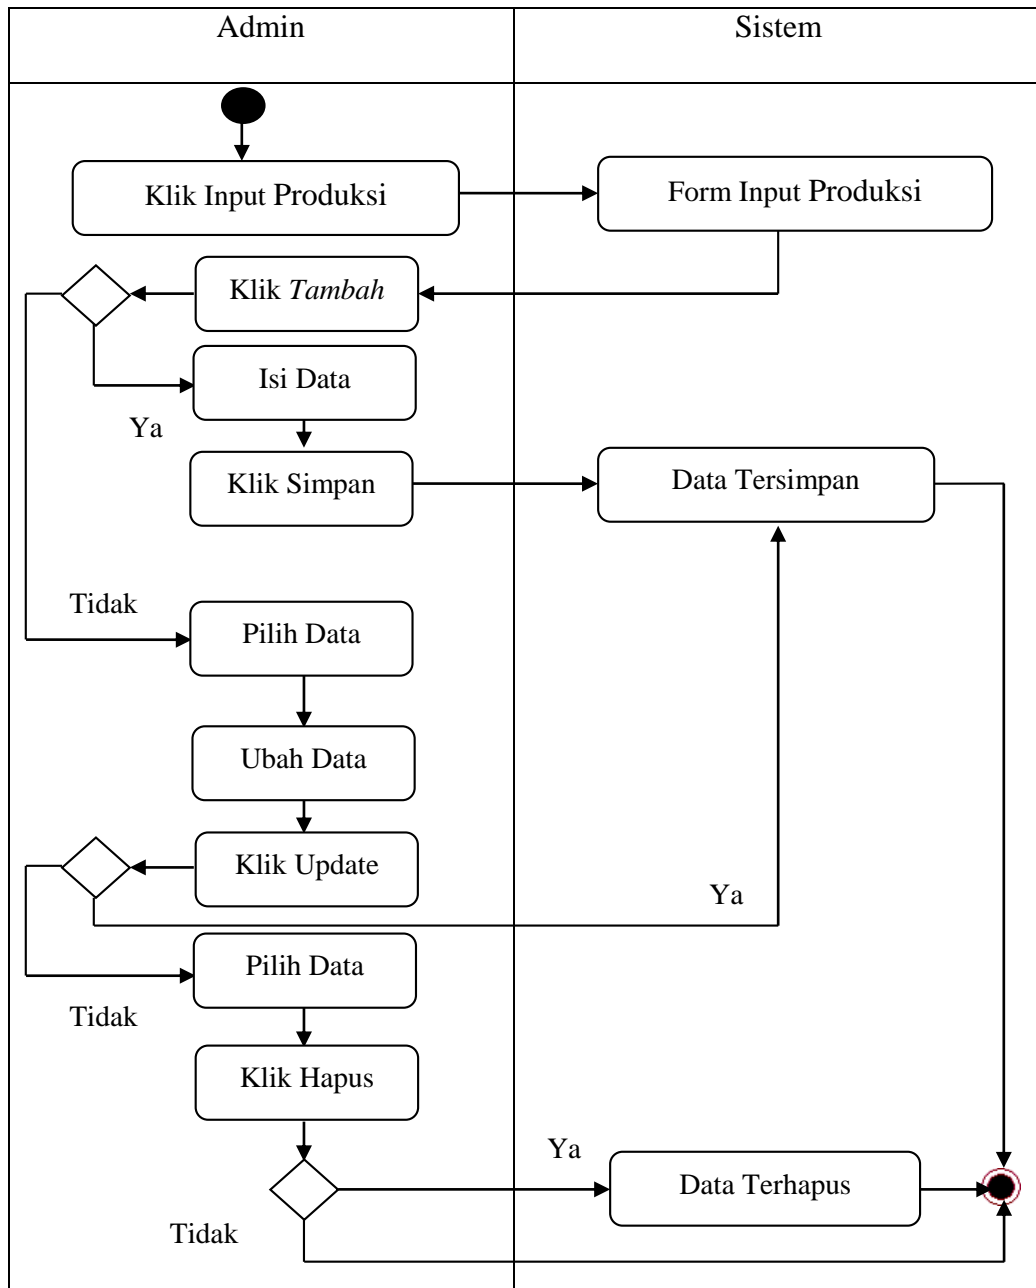 Admin
Sistem
Klik Input Produksi
Form Input Produksi
Klik Tambah
Isi Data
Ya
Klik Simpan
Data Tersimpan
Tidak
Pilih Data
Ubah Data
Klik Update
Ya
Pilih Data
Tidak
Klik Hapus
Ya
Data Terhapus
Tidak